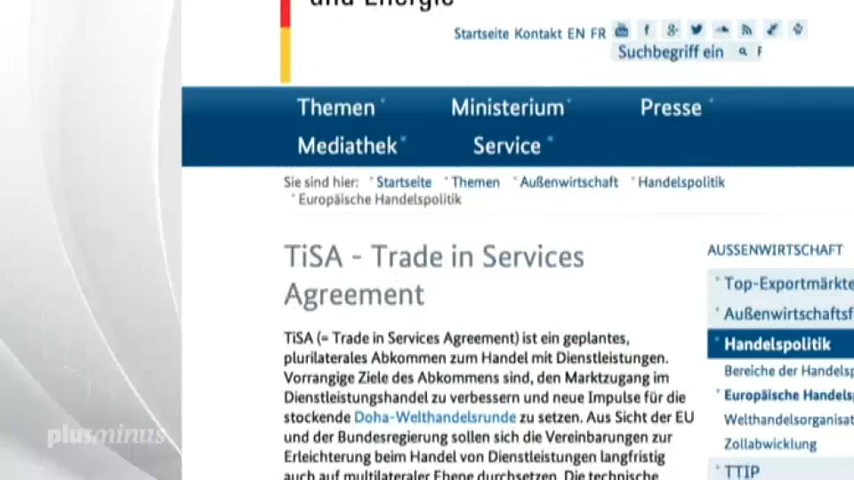 und Energie
Startseite Kontakt EN FR
Suchbegriff ein
Themen Ministerium Presse
Mediathek Service
Sie sind hier: Startseite Themen Außenwirtschaft Handelspolitik
Europäische Handelspolitik
TiSA - Trade in Services
Agreement
TiSA (= Trade in Services Agreement) ist ein geplantes,
plurilaterales Abkommen zum Handel mit Dienstleistungen.
Vorrangige Ziele des Abkommens sind, den Marktzugang im
Dienstleistungshandel zu verbessern und neue Impulse für die
stockende Doha-Welthandelsrunde zu setzen. Aus Sicht der EU
und der Bundesregierung sollen sich die Vereinbarungen zur
Erleichterung beim Handel von Dienstleistungen langfristig
auch auf multilateraler Ebene durchsetzen. Die technische
AUSSENWIRTSCHAFT
Top-Exportmärkte
Außenwirtschaftsf
Handelspolitik
Bereiche der Handelsp
Europäische Handels
Welthandelsorganisat
Zollabwicklung
TTIP
plusminus